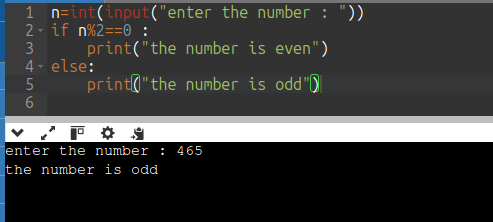 1 n=int(input("enter the number : "))
2 if n%2==0 :
3     print("the number is even")
4 else:
5     print("the number is odd")
6
enter the number : 465
the number is odd